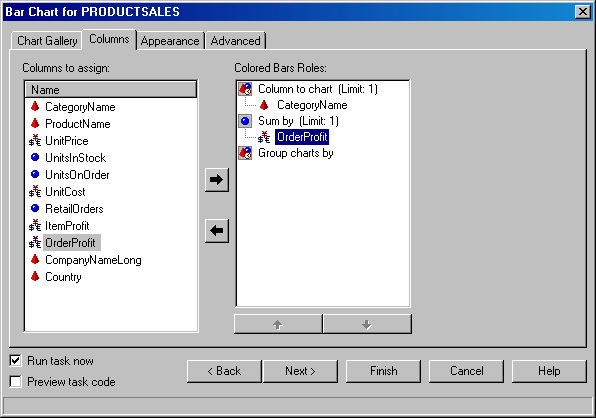 Bar Chart for PRODUCTSALES
Chart Gallery Columns Appearance Advanced
Columns to assign:
Name
CategoryName
ProductName
UnitPrice
UnitsInStock
UnitsOnOrder
UnitCost
RetailOrders
ItemProfit
OrderProfit
CompanyNameLong
Country
Colored Bars Roles:
Column to chart (Limit: 1)
CategoryName
Sum by (Limit: 1)
OrderProfit
Group charts by
Run task now
Preview task code
< Back Next > Finish Cancel Help